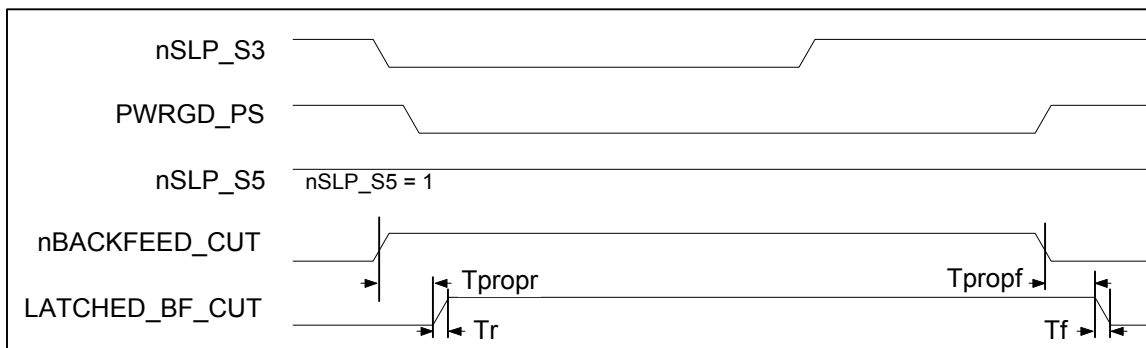 nSLP_S3
PWRGD_PS
nSLP_S5 nSLP_S5 = 1
nBACKFEED_CUT
Tpropr Tpropf
LATCHED_BF_CUT
Tr Tf